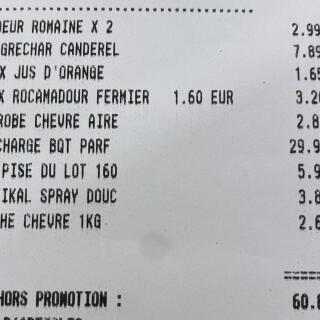 ..............................
OEUR ROMAINE X 2 2.99
GRECHAR CANDEREL 7.89
X JUS D'ORANGE 1.65
X ROCAMADOUR FERMIER 1.60 EUR 3.20
ROBE CHEVRE AIRE 2.8
CHARGE BQT PARF 29.9
PISE DU LOT 160 5.9
IKAL SPRAY DOUC 3.8
HE CHEVRE 1KG 2.6
=====
HORS PROMOTION : 60.8